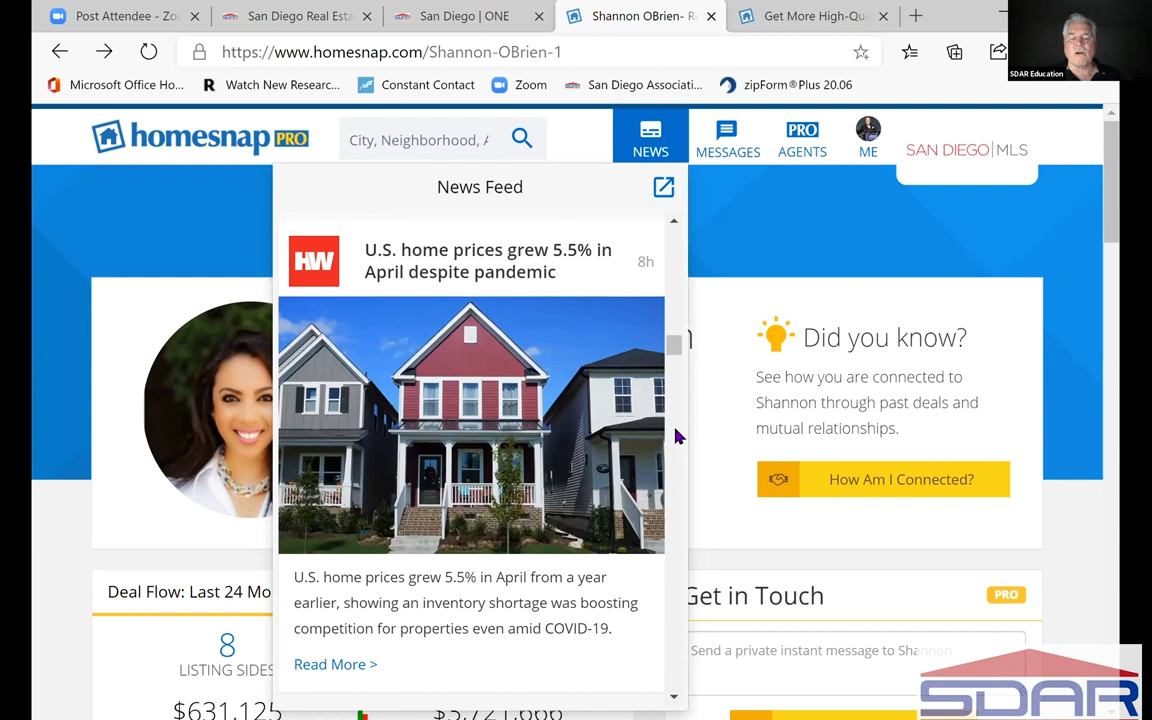 Post Attendee - Zo
San Diego Real Esta
San Diego | ONE
Shannon OBrien- R
Get More High-Qu
https://www.homesnap.com/Shannon-OBrien-1
SDAR Education
Microsoft Office Ho...
Watch New Researc...
Constant Contact
Zoom
San Diego Associati...
zipForm®Plus 20.06
homesnap PRO
City, Neighborhood, A
NEWS
MESSAGES
PRO
AGENTS
ME
SAN DIEGO|MLS
News Feed
HW
U.S. home prices grew 5.5% in
April despite pandemic
8h
Did you know?
See how you are connected to
Shannon through past deals and
mutual relationships.
How Am I Connected?
U.S. home prices grew 5.5% in April from a year
earlier, showing an inventory shortage was boosting
competition for properties even amid COVID-19.
Read More >
Deal Flow: Last 24 Mo
8
LISTING SIDES
$631,125
$5,721,666
Get in Touch
PRO
Send a private instant message to Shannon
SDAR